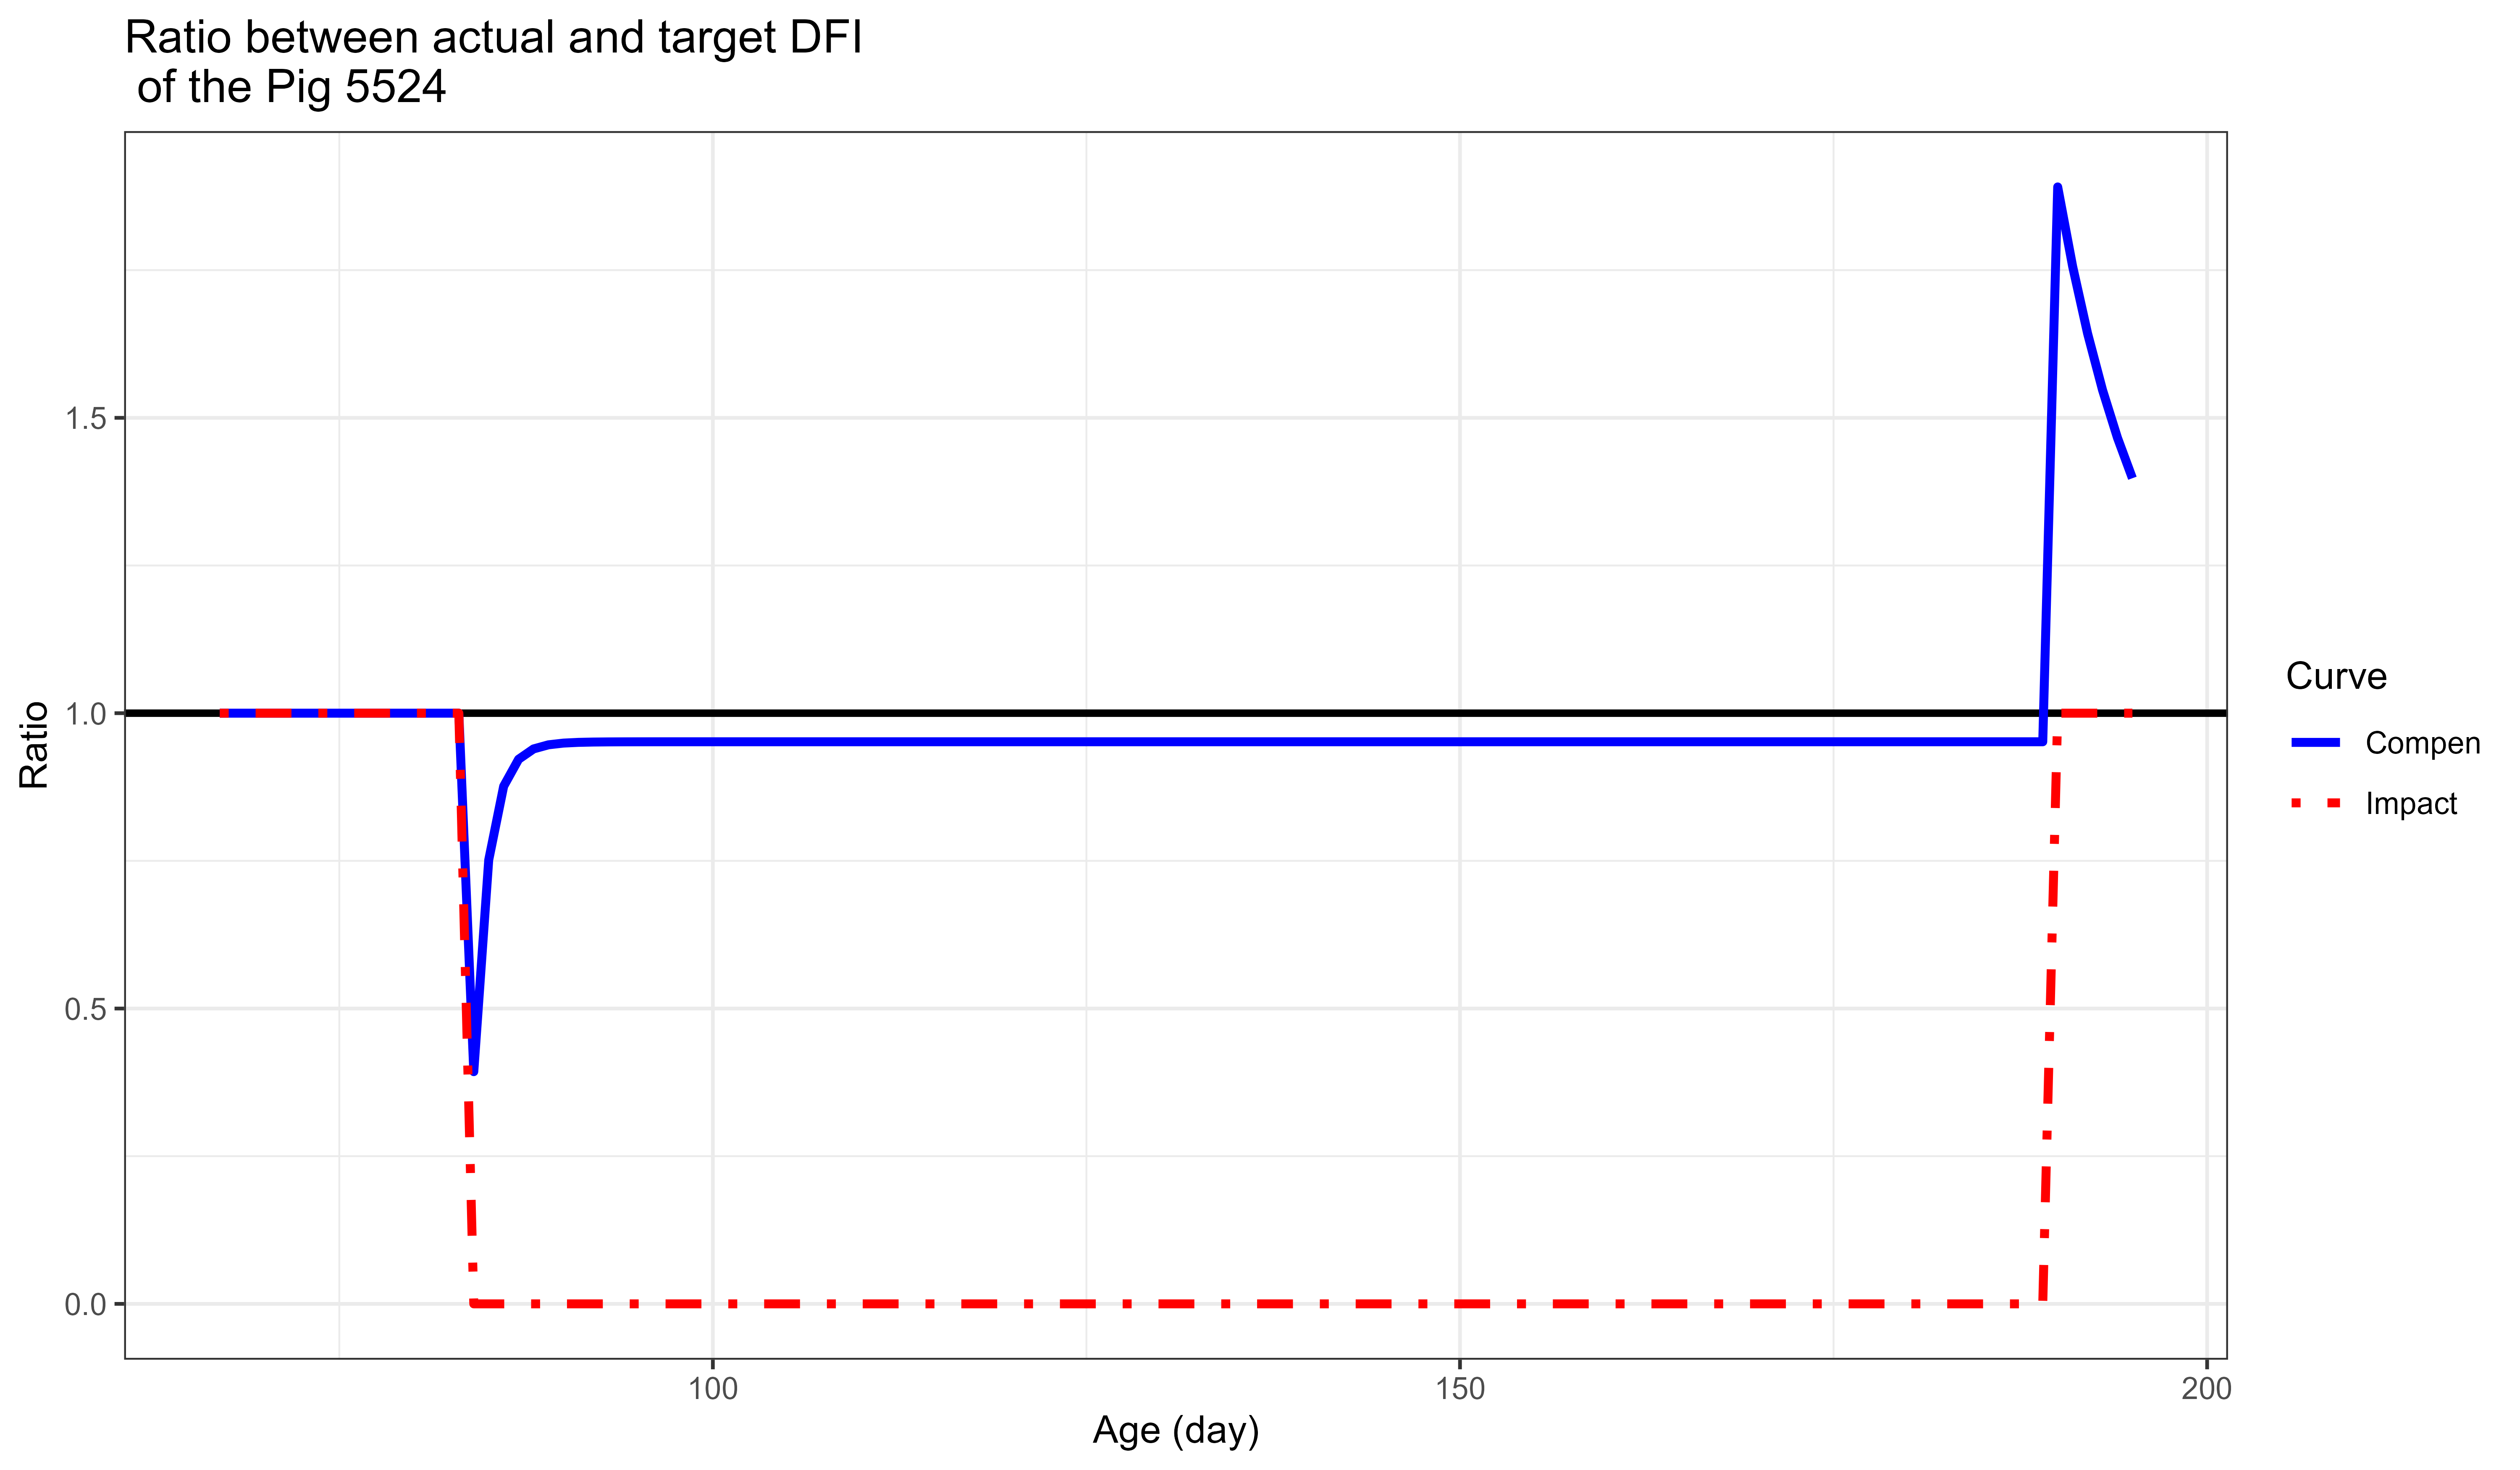 Ratio between actual and target DFI
of the Pig 5524
Ratio
1.5
1.0
0.5
0.0
100
150
200
Age (day)
Curve
Compen
Impact